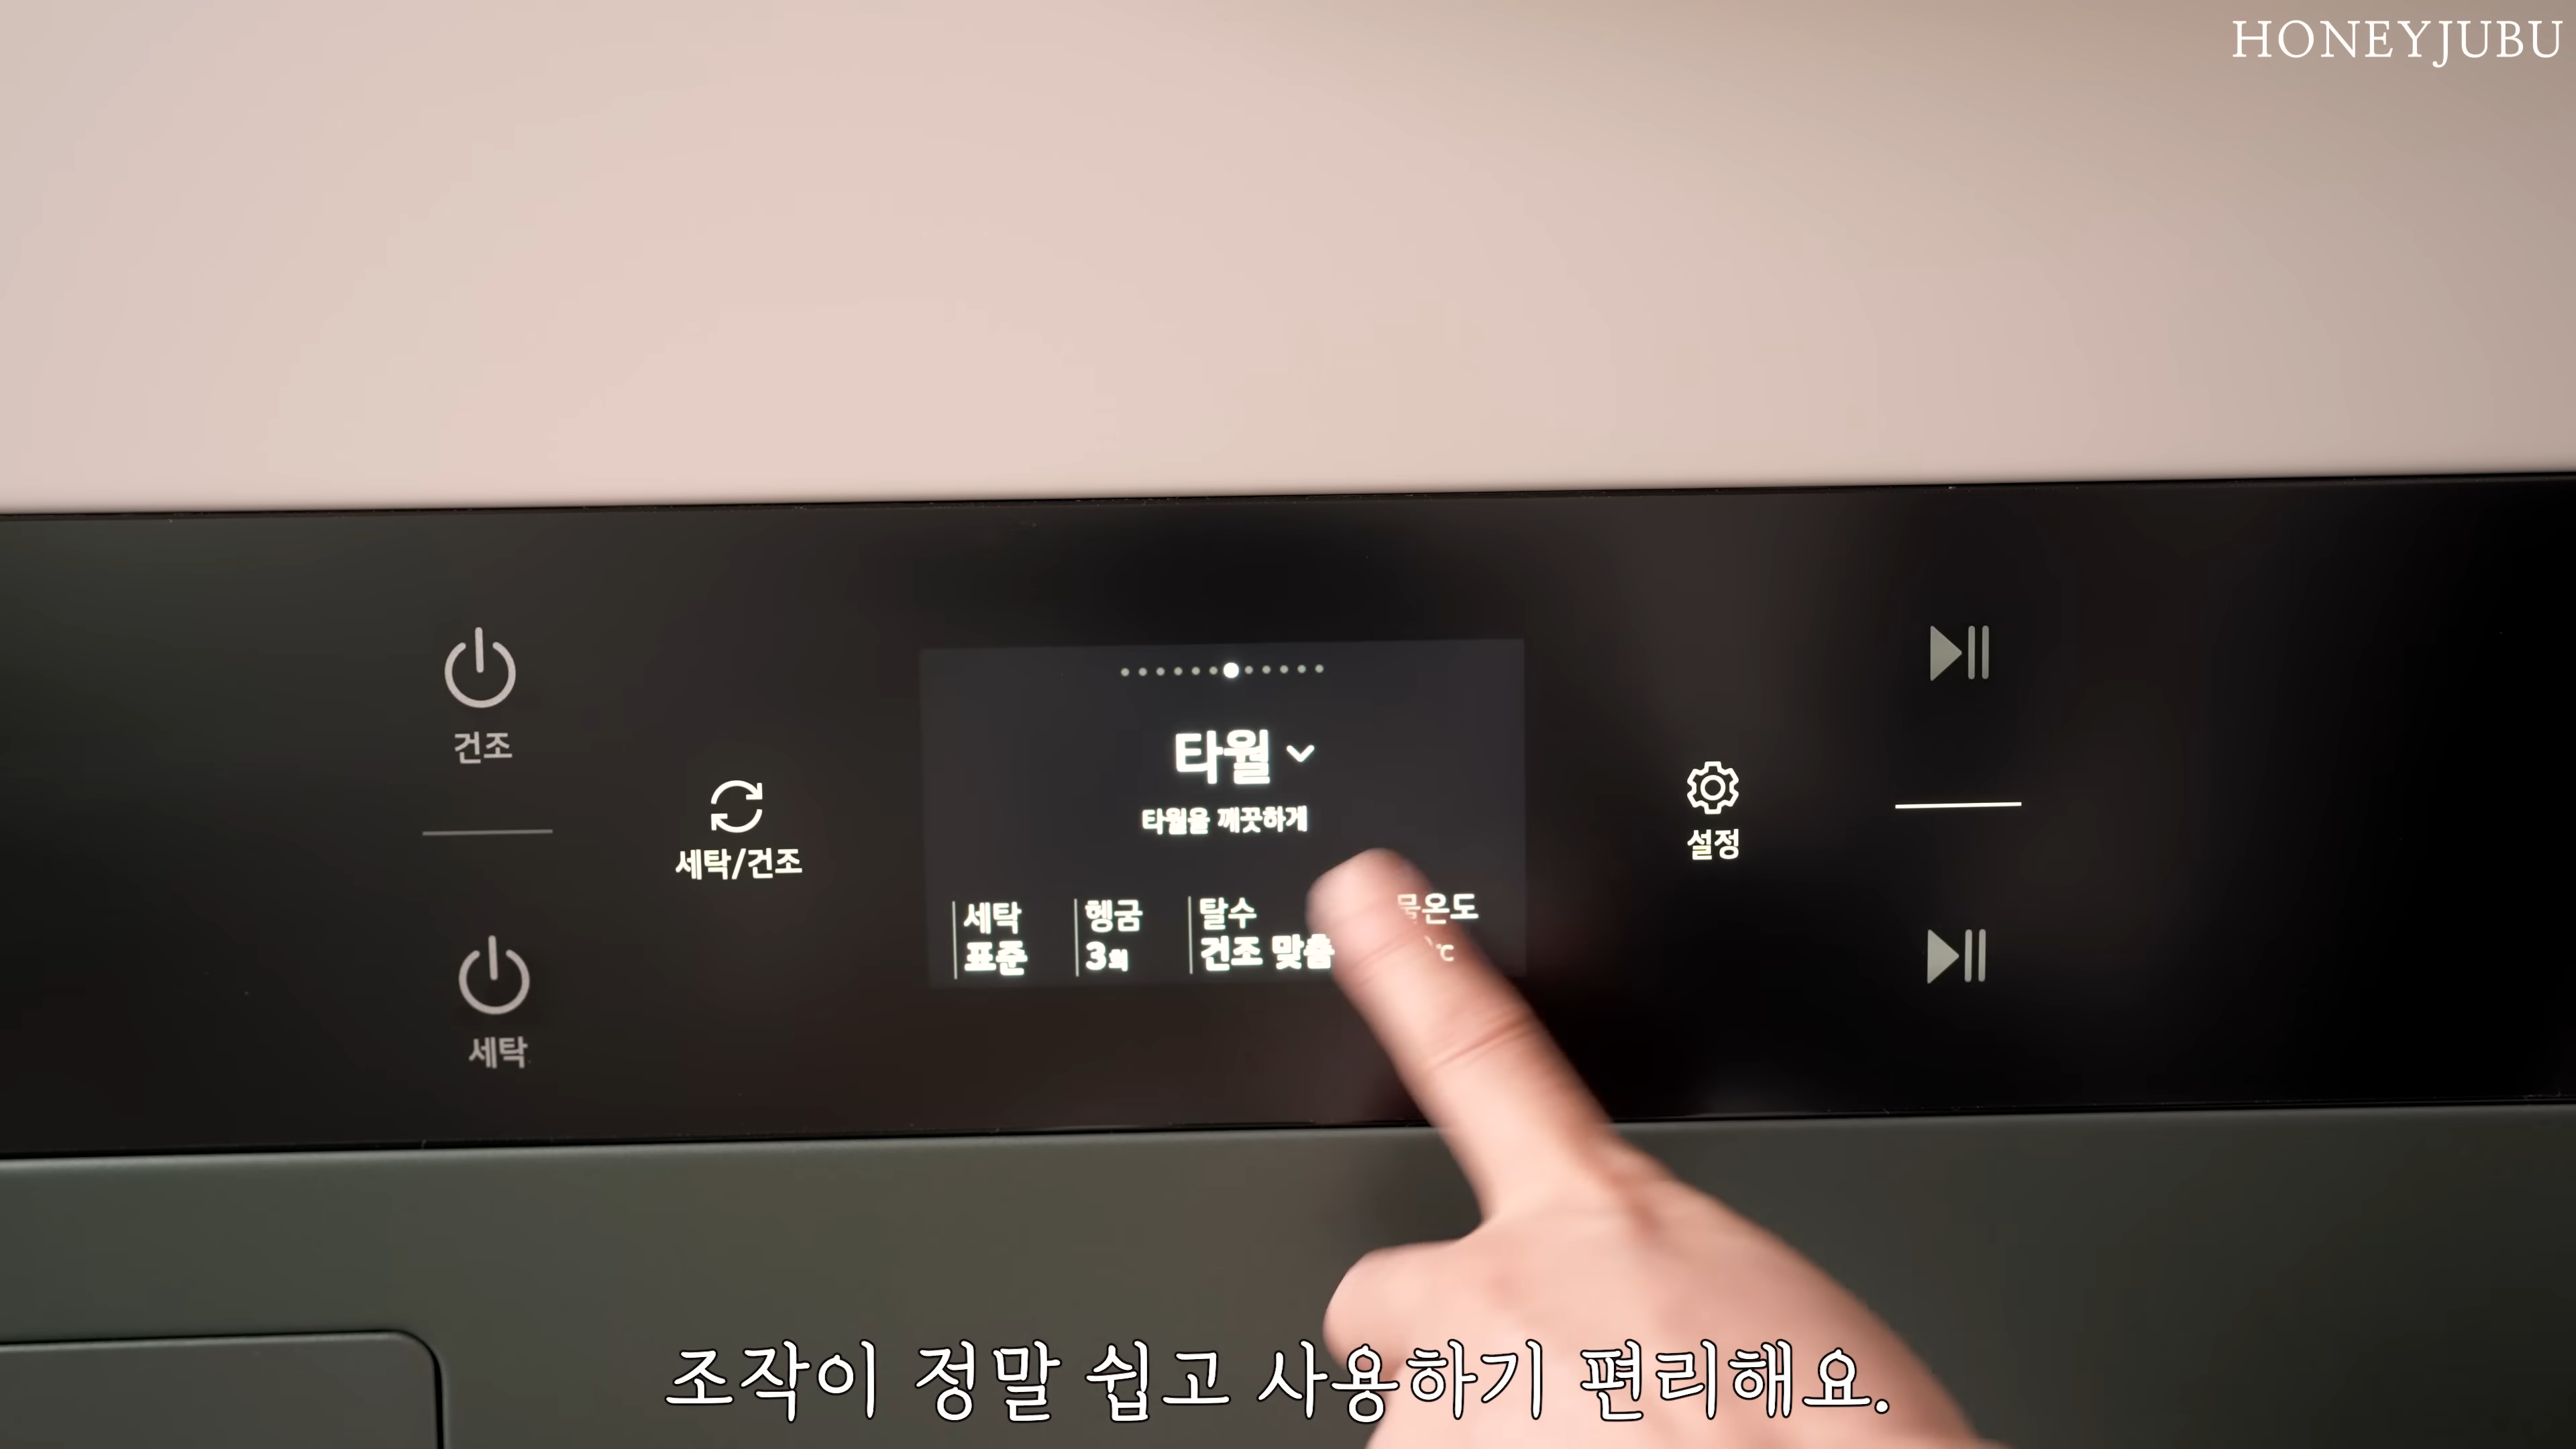 HONEYJUBU
건조
세탁/건조
세탁
타월
타월을 깨끗하게
세탁
표준
헹굼
3회
탈수
건조 맞춤
물온도
℃
설정
조작이 정말 쉽고 사용하기 편리해요.